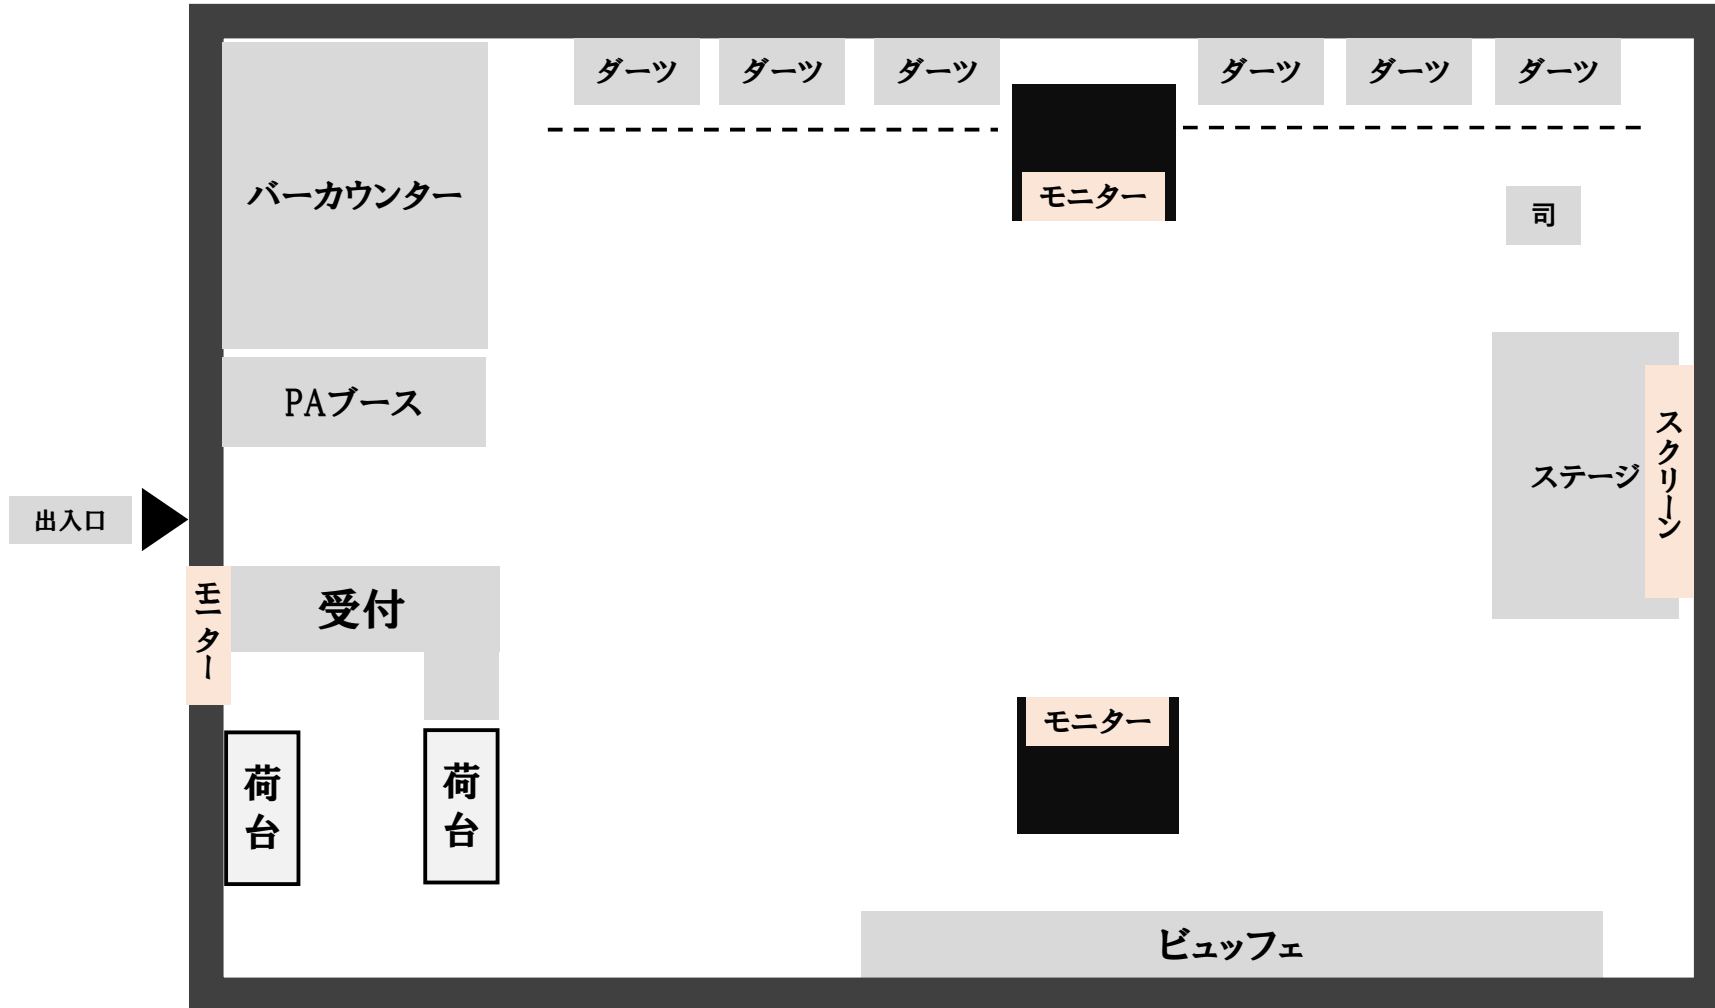 ダーツ
ダーツ
ダーツ
ダーツ
ダーツ
ダーツ
バーカウンター
モニター
司
PAブース
ステージ
スクリーン
出入口
受付
モニター
モニター
荷台
荷台
ビュッフェ